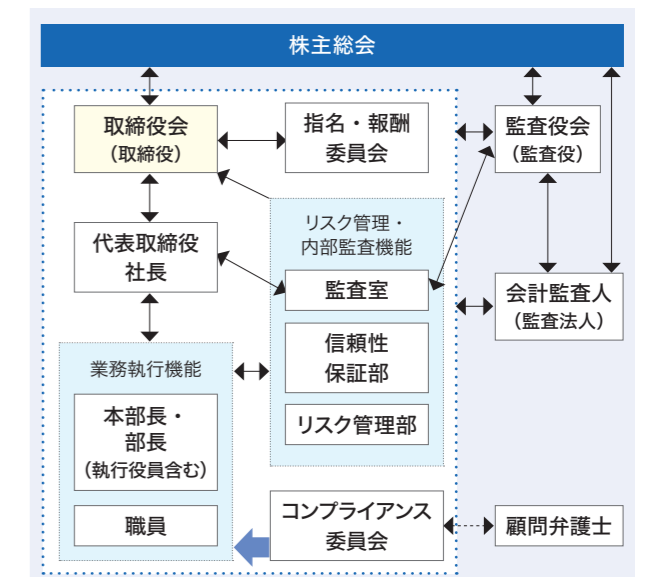 株主総会
取締役会
（取締役）
指名・報酬
委員会
監査役会
（監査役）
代表取締役
社長
リスク管理・
内部監査機能
監査室
信頼性
保証部
リスク管理部
会計監査人
（監査法人）
業務執行機能
本部長・
部長
（執行役員含む）
職員
コンプライアンス
委員会
顧問弁護士